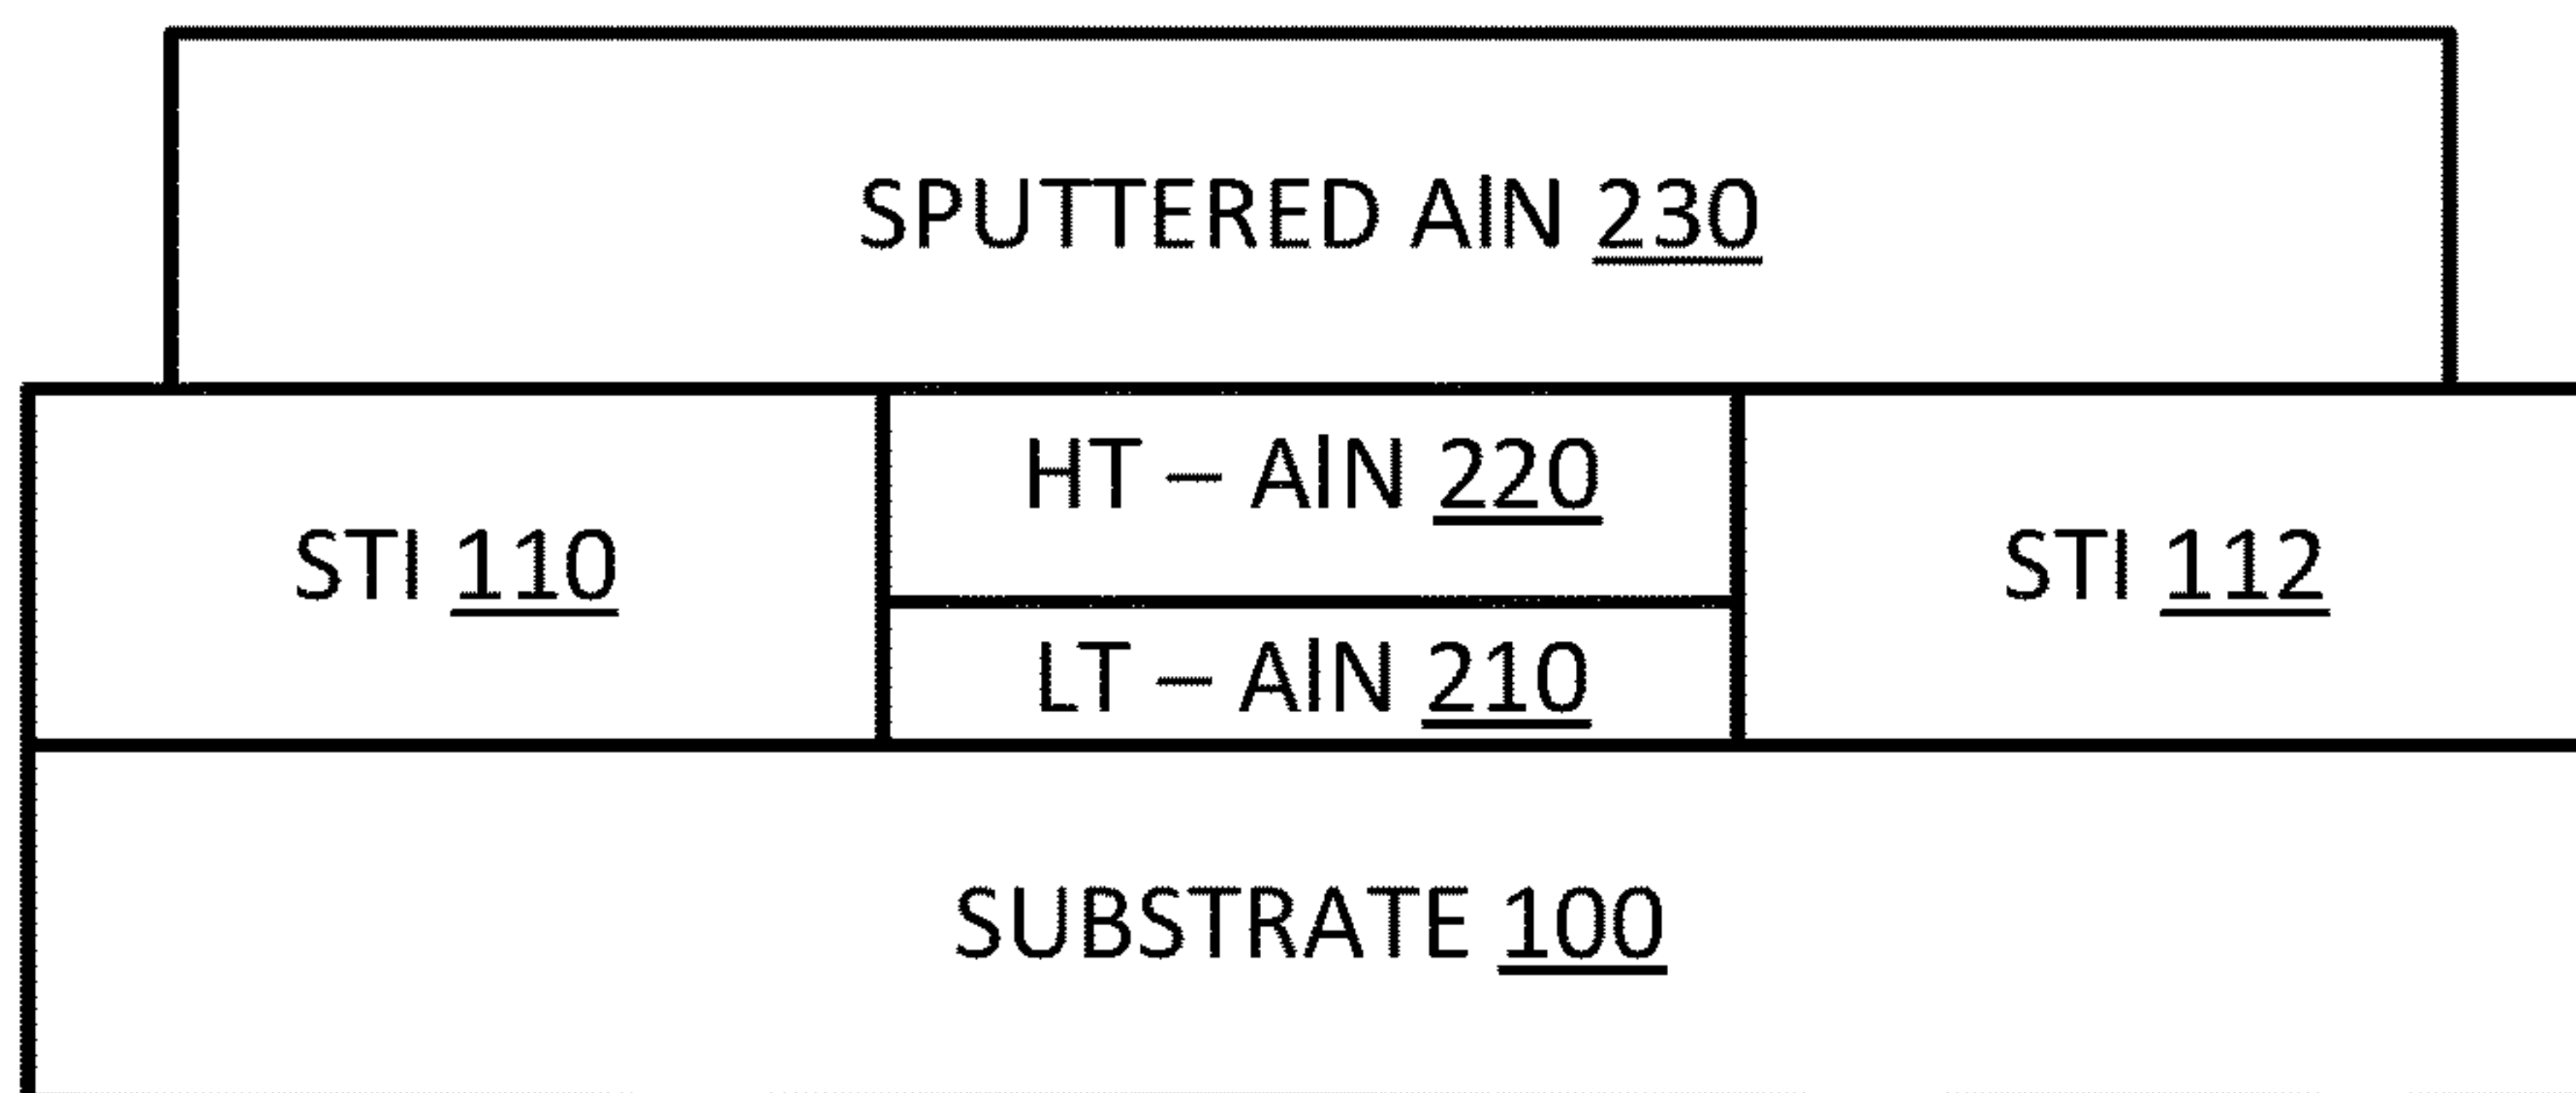 SPUTTERED AlN 230
HT – AlN 220
STI 110
STI 112
LT – AlN 210
SUBSTRATE 100